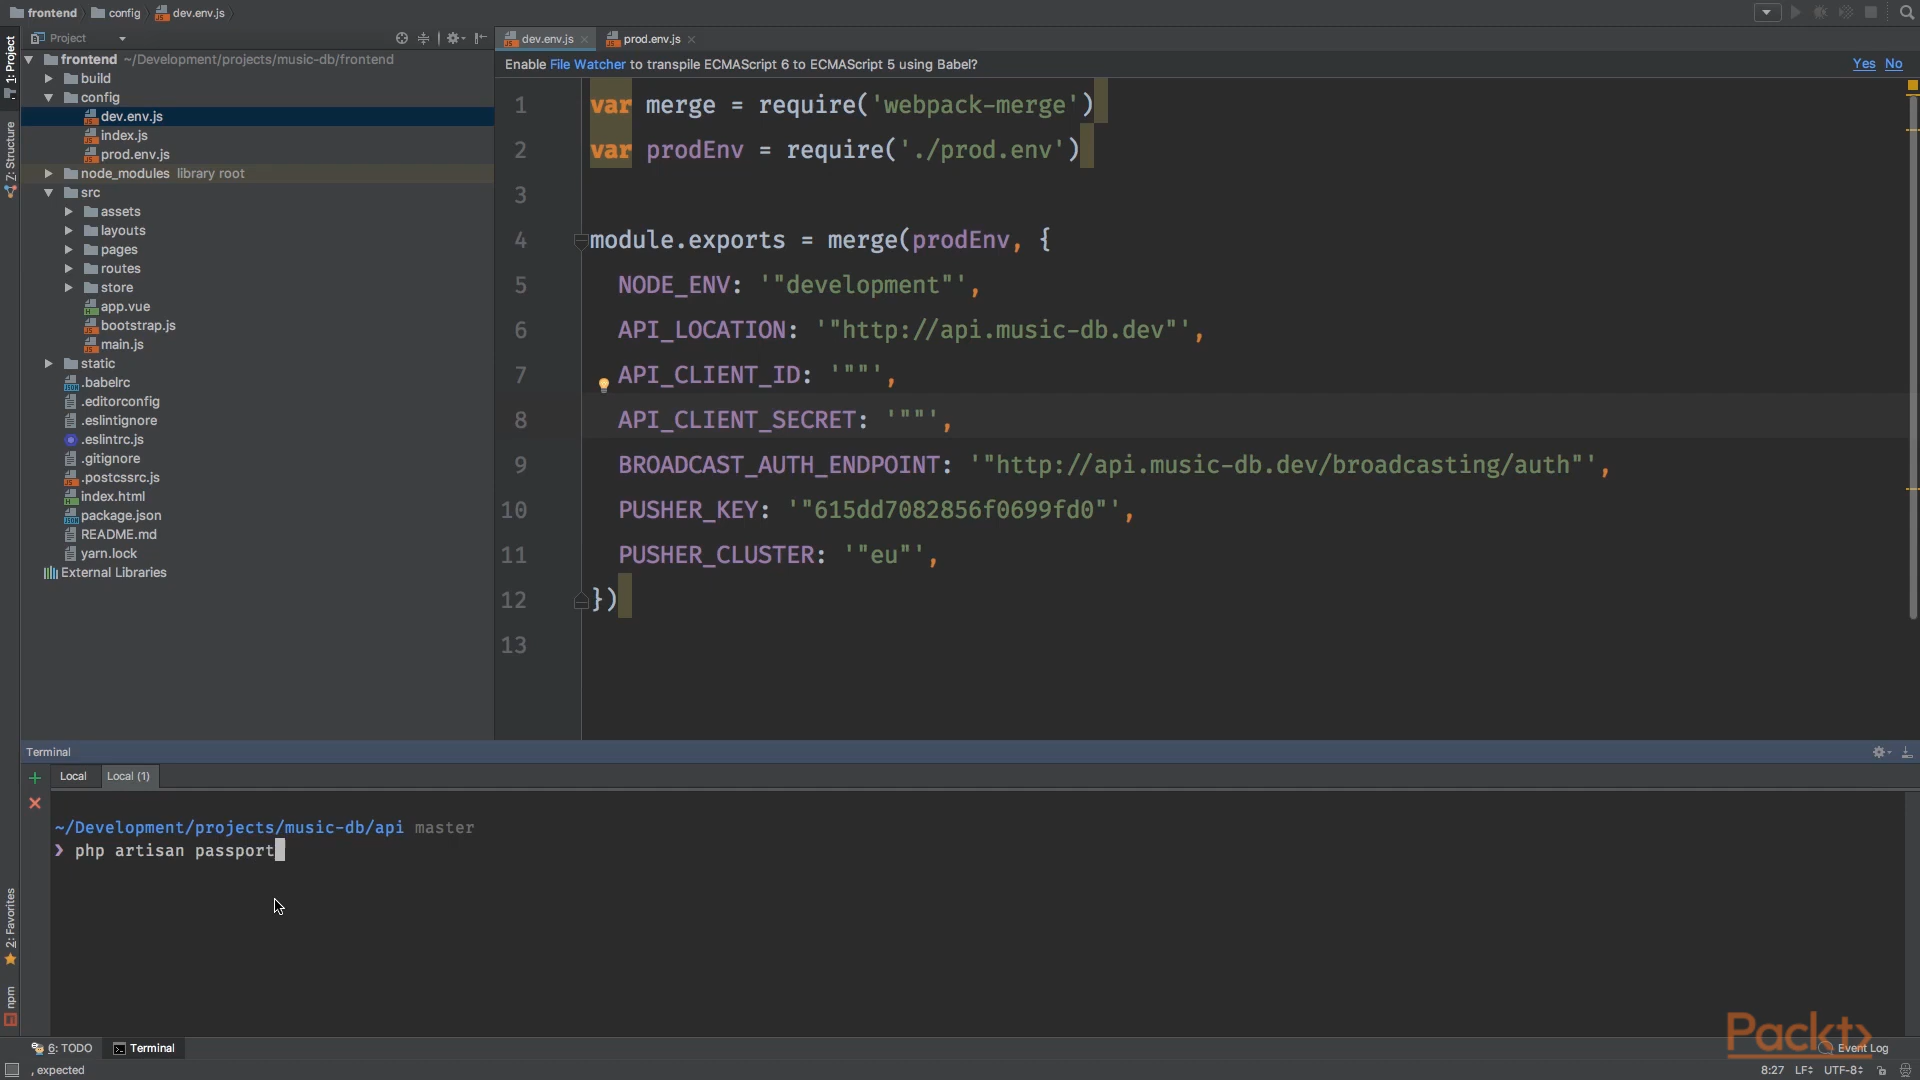 frontend config dev.env.js
1: Project
Z: Structure
2: Favorites
npm
Project
frontend ~/Development/projects/music-db/frontend
build
config
dev.env.js
index.js
prod.env.js
node_modules library root
src
assets
layouts
pages
routes
store
app.vue
bootstrap.js
main.js
static
.babelrc
.editorconfig
.eslintignore
.eslintrc.js
.gitignore
.postcssrc.js
index.html
package.json
README.md
yarn.lock
External Libraries
dev.env.js prod.env.js
Enable File Watcher to transpile ECMAScript 6 to ECMAScript 5 using Babel? Yes No
1 var merge = require('webpack-merge')
2 var prodEnv = require('./prod.env')
3
4 module.exports = merge(prodEnv, {
5 NODE_ENV: '"development"',
6 API_LOCATION: '"http://api.music-db.dev"',
7 API_CLIENT_ID: '""',
8 API_CLIENT_SECRET: '""',
9 BROADCAST_AUTH_ENDPOINT: '"http://api.music-db.dev/broadcasting/auth"',
10 PUSHER_KEY: '"615dd7082856f0699fd0"',
11 PUSHER_CLUSTER: '"eu"',
12 })
13
Terminal
Local Local (1)
~/Development/projects/music-db/api master
❯ php artisan passport
Packt>
6: TODO Terminal Event Log
, expected 8:27 LF UTF-8